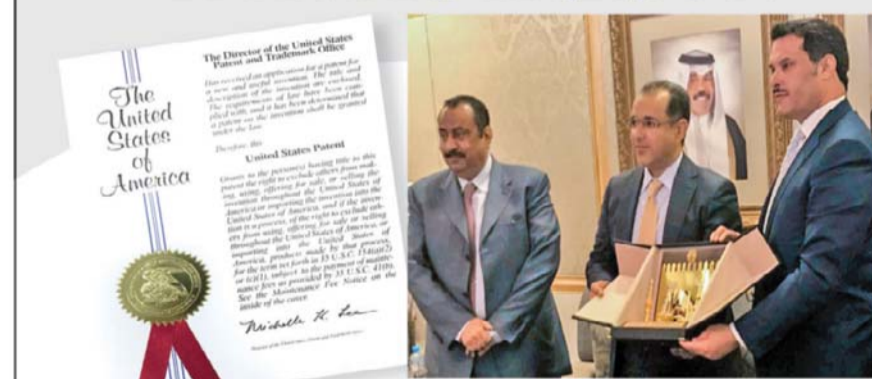 The
United
States
of
America
The Director of the United States
Patent and Trademark Office
Has received an application for a patent for
a new and useful invention. The title and
description of the invention are enclosed.
The requirements of law have been com-
plied with, and it has been determined that
a patent on the invention shall be granted
under the law.
Therefore, this
United States Patent
Grants to the person(s) having title to this
patent the right to exclude others from mak-
ing, using, offering for sale, or selling the
invention throughout the United States of
America or importing the invention into the
United States of America, and if the inven-
tion is a process, of the right to exclude oth-
ers from using, offering for sale or selling
throughout the United States of America, or
importing into the United States of
America, products made by that process,
for the term set forth in 35 U.S.C. 154(a)(2)
or (c)(1), subject to the payment of mainte-
nance fees as provided by 35 U.S.C. 41(b).
See the Maintenance Fee Notice on the
inside of the cover.
Michelle K. Lee